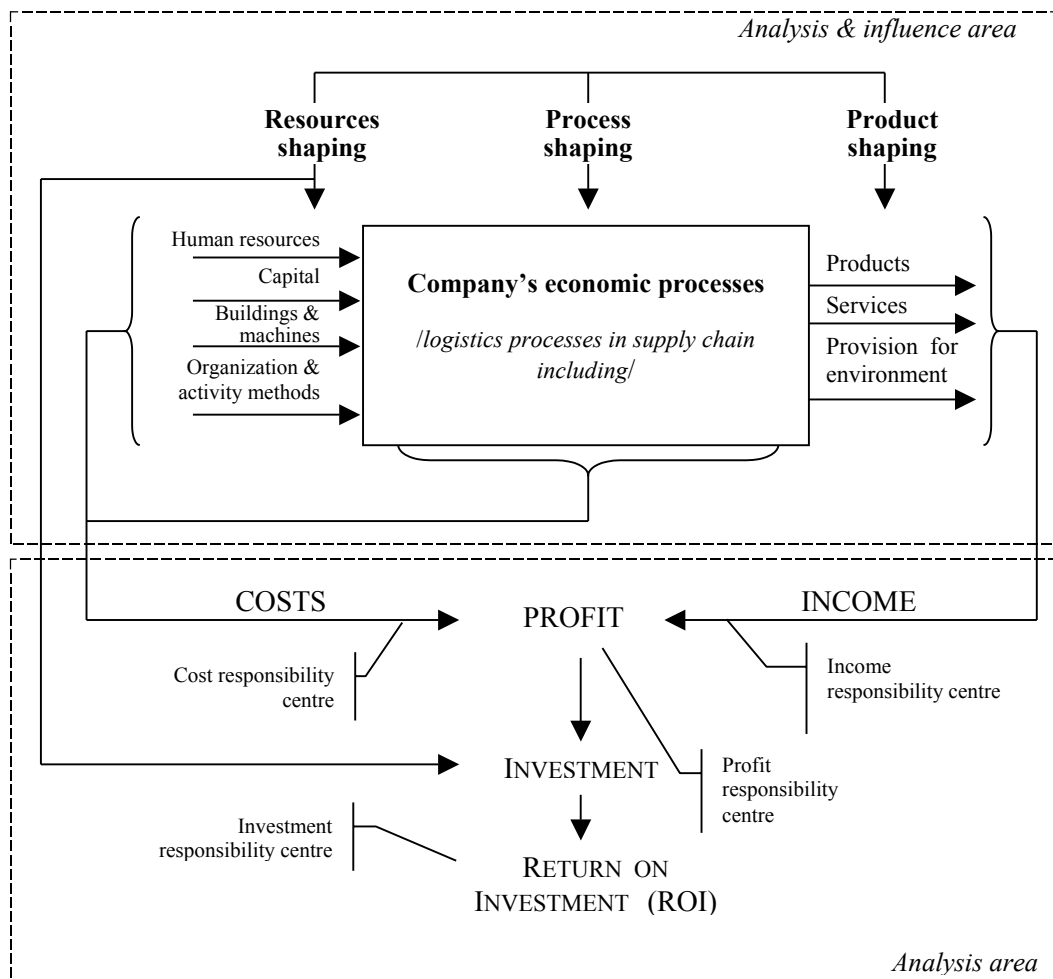 Analysis & influence area
Resources
shaping
Process
shaping
Product
shaping
Human resources
Capital
Buildings &
machines
Organization &
activity methods
Company’s economic processes
/logistics processes in supply chain
including/
Products
Services
Provision for
environment
COSTS
PROFIT
INCOME
Cost responsibility
centre
Income
responsibility centre
INVESTMENT
Profit
responsibility
centre
Investment
responsibility centre
RETURN ON
INVESTMENT (ROI)
Analysis area